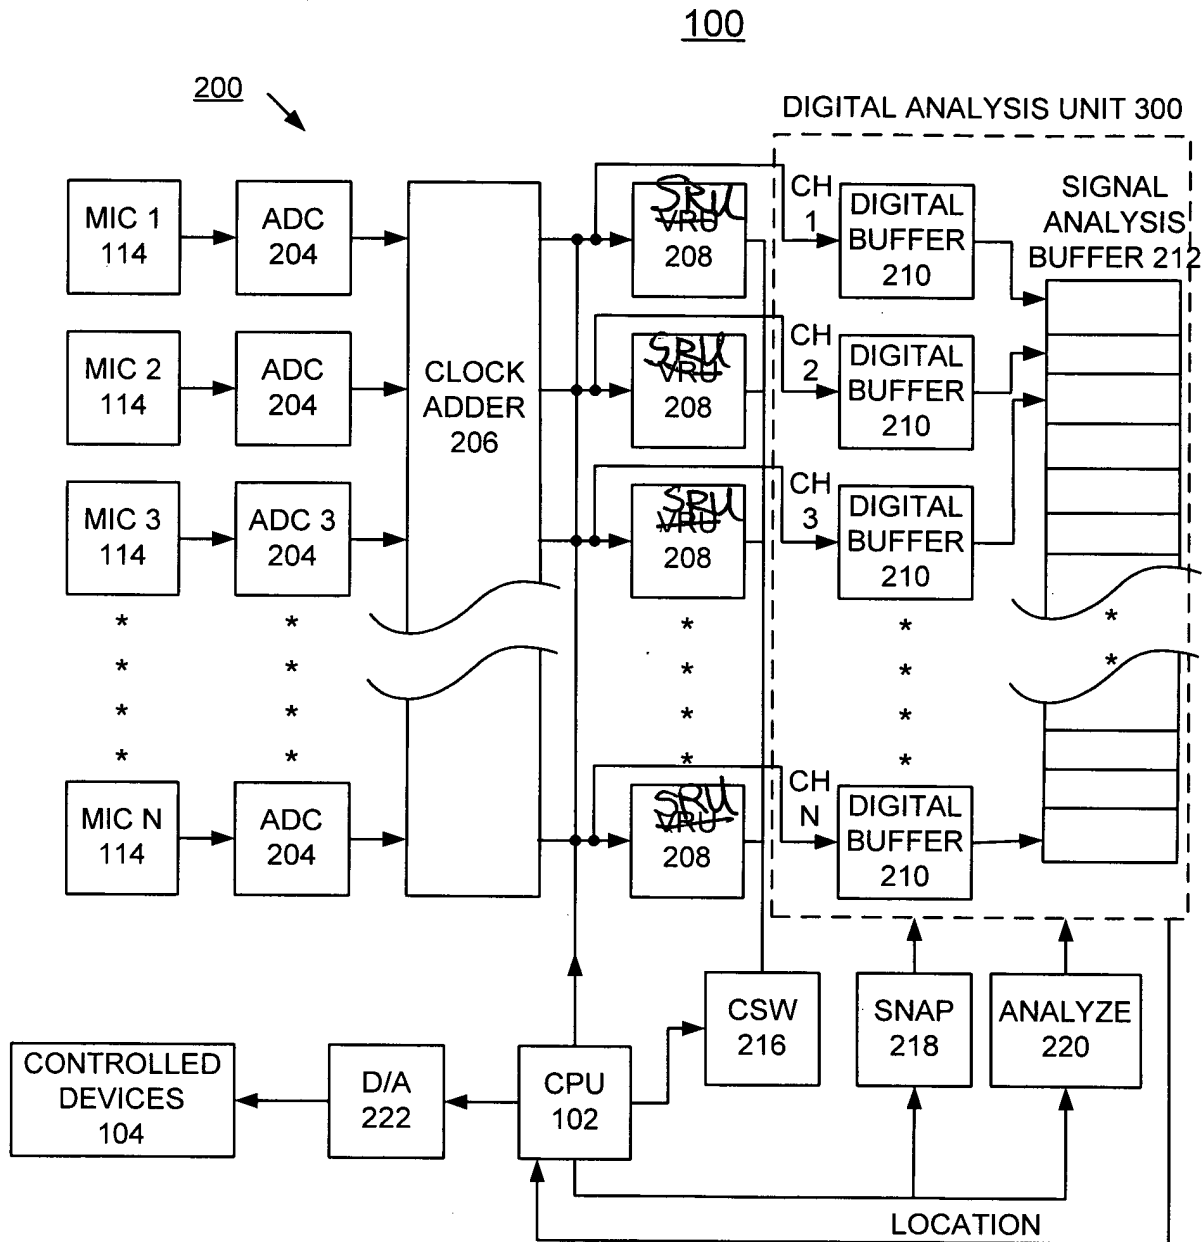 100
200
DIGITAL ANALYSIS UNIT 300
MIC 1
114
ADC
204
CLOCK
ADDER
206
SRU
VRU
208
CH
1
DIGITAL
BUFFER
210
SIGNAL
ANALYSIS
BUFFER 212
MIC 2
114
ADC
204
SRU
VRU
208
CH
2
DIGITAL
BUFFER
210
MIC 3
114
ADC 3
204
SRU
VRU
208
CH
3
DIGITAL
BUFFER
210
* * * * *
* * * *
* * * *
* * * *
MIC N
114
ADC
204
SRU
VRU
208
CH
N
DIGITAL
BUFFER
210
CSW
216
SNAP
218
ANALYZE
220
CONTROLLED
DEVICES
104
D/A
222
CPU
102
LOCATION